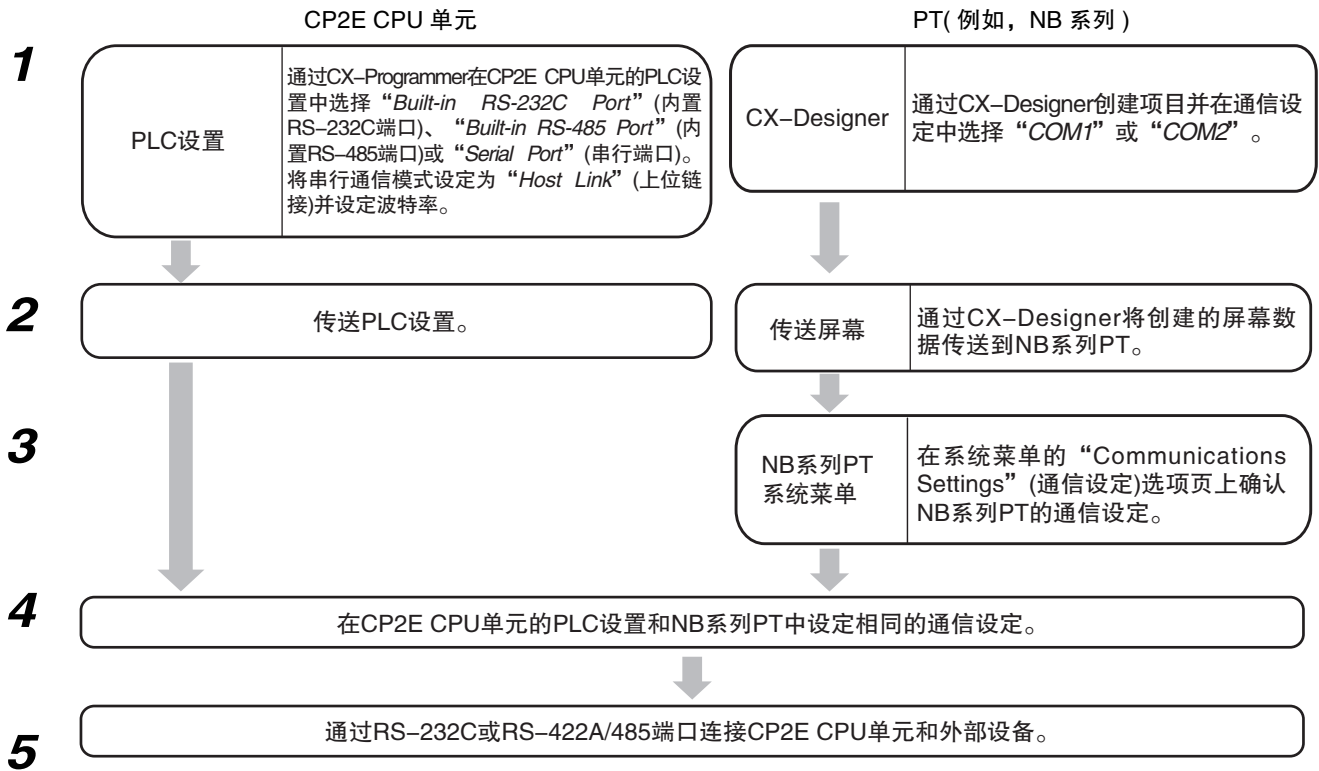 CP2E CPU 单元
PT( 例如，NB 系列 )
1
PLC设置
通过CX–Programmer在CP2E CPU单元的PLC设
置中选择“Built-in RS-232C Port”(内置
RS–232C端口)、“Built-in RS-485 Port”(内
置RS–485端口)或“Serial Port”(串行端口)。
将串行通信模式设定为“Host Link”(上位链
接)并设定波特率。
CX–Designer
通过CX–Designer创建项目并在通信设
定中选择“COM1”或“COM2”。
2
传送PLC设置。
传送屏幕
通过CX–Designer将创建的屏幕数
据传送到NB系列PT。
3
NB系列PT
系统菜单
在系统菜单的“Communications
Settings”(通信设定)选项页上确认
NB系列PT的通信设定。
4
在CP2E CPU单元的PLC设置和NB系列PT中设定相同的通信设定。
5
通过RS–232C或RS–422A/485端口连接CP2E CPU单元和外部设备。